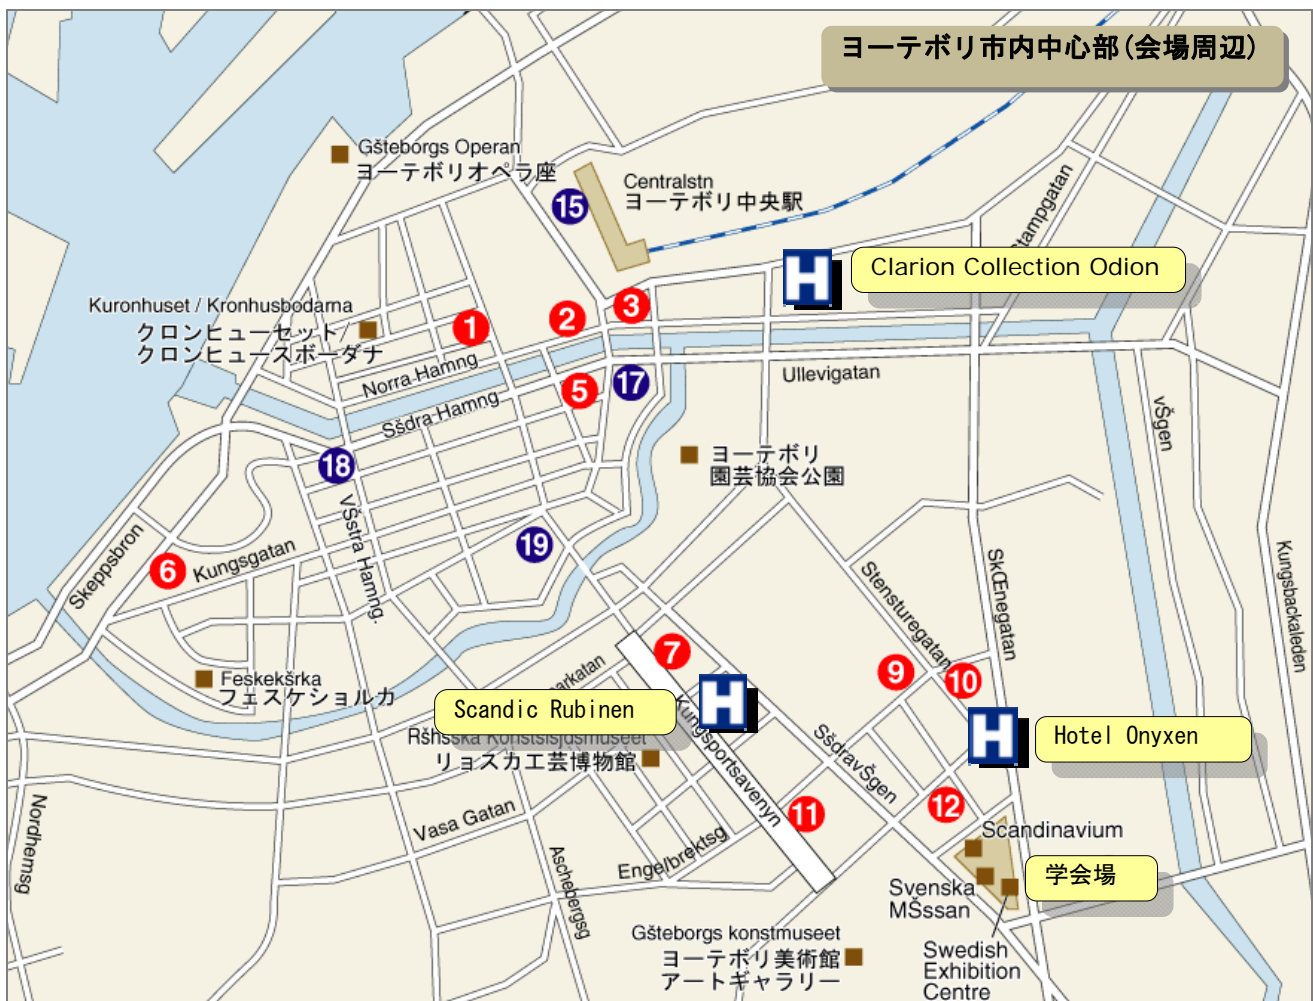 ヨーテボリ市内中心部(会場周辺)
Gšteborgs Operan
ヨーテボリオペラ座
Centralstn
ヨーテボリ中央駅
15
Stampgatan
Clarion Collection Odion
Kuronhuset / Kronhusbodarna
クロンヒューセット/
クロンヒュースボーダナ
1
2
3
H
Norra Hamng
Ullevigatan
17
5
Sšdra Hamng
vŠgen
18
ヨーテボリ
園芸協会公園
VŠstra Hamng.
19
Skeppsbron
6
Kungsgatan
Stensturegatan
SkŒnegatan
Kungsbackaleden
7
9
10
Feskekšrka
フェスケショルカ
parkatan
H
Scandic Rubinen
Kungsportsavenyn
H
Hotel Onyxen
Ršhsska Konstslsjusmuseet
リョスカ工芸博物館
SšdravŠgen
11
12
Nordhemsg
Vasa Gatan
Engelbrektsg
Aschebergsg
Scandinavium
学会場
Svenska
MŠssan
Gšteborgs konstmuseet
ヨーテボリ美術館
アートギャラリー
Swedish
Exhibition
Centre